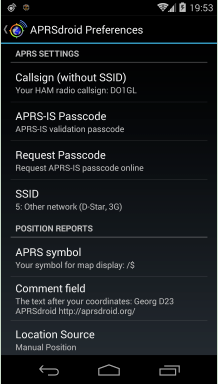 19:53
APRSdroid Preferences
APRS SETTINGS
Callsign (without SSID)
Your HAM radio callsign: DO1GL
APRS-IS Passcode
APRS-IS validation passcode
Request Passcode
Request APRS-IS passcode online
SSID
5: Other network (D-Star, 3G)
POSITION REPORTS
APRS symbol
Your symbol for map display: /$
Comment field
The text after your coordinates: Georg D23
APRSdroid http://aprsdroid.org/
Location Source
Manual Position